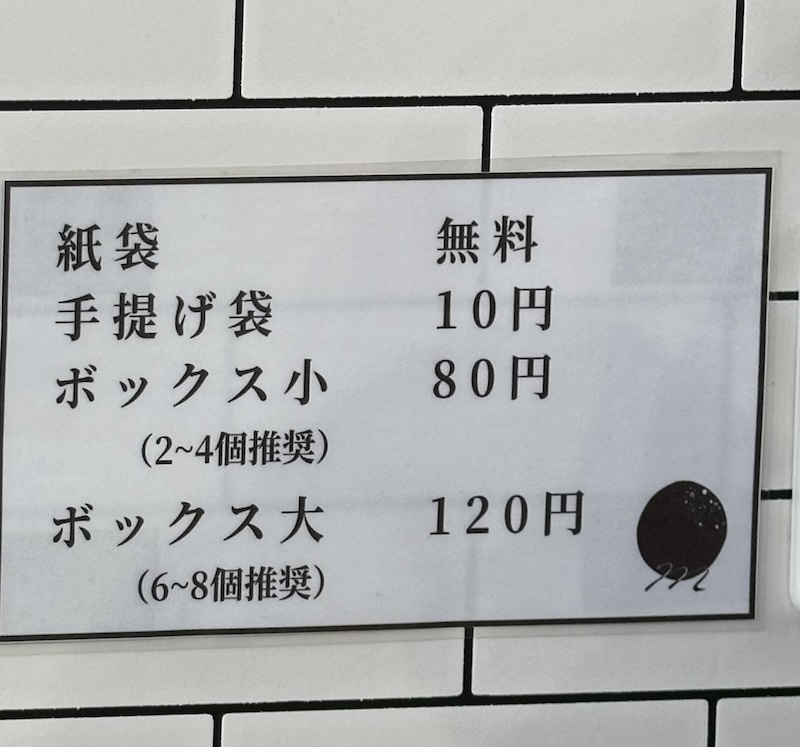 紙袋 無料
手提げ袋 10円
ボックス小 80円
(2~4個推奨)
ボックス大 120円
(6~8個推奨)